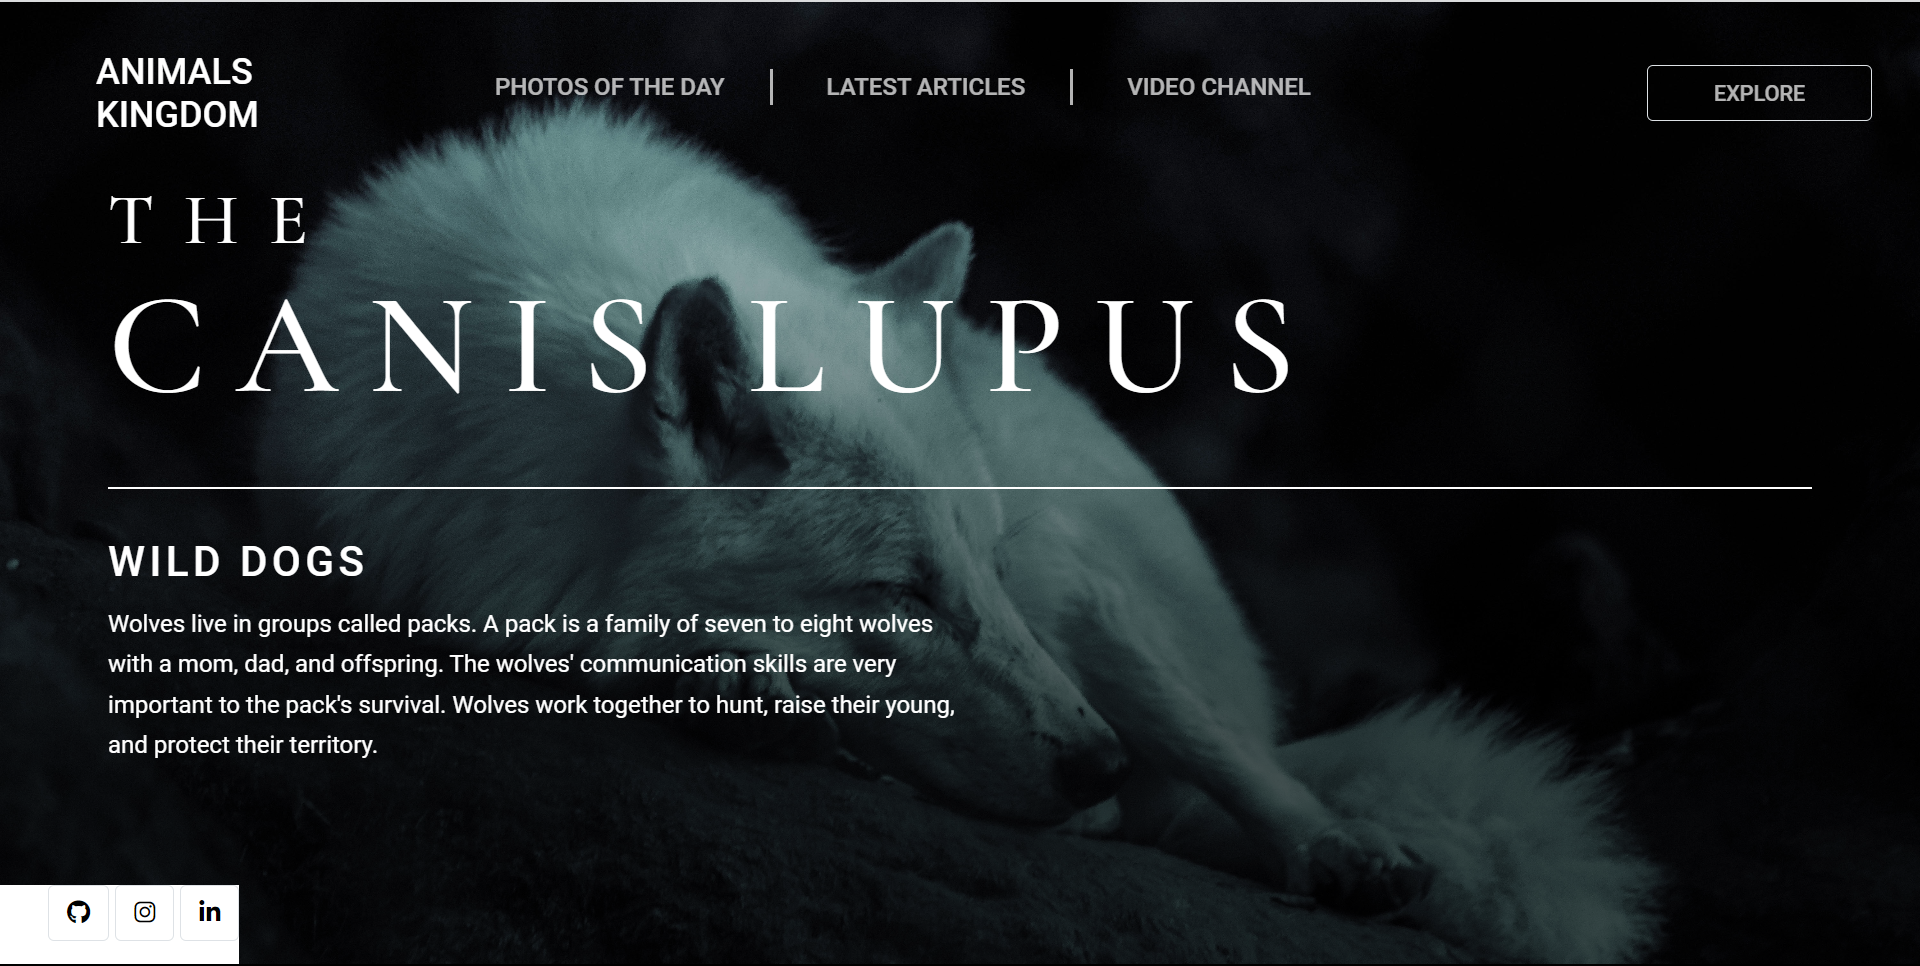 ANIMALS
KINGDOM
PHOTOS OF THE DAY
LATEST ARTICLES
VIDEO CHANNEL
EXPLORE
THE
CANIS LUPUS
WILD DOGS
Wolves live in groups called packs. A pack is a family of seven to eight wolves
with a mom, dad, and offspring. The wolves' communication skills are very
important to the pack's survival. Wolves work together to hunt, raise their young,
and protect their territory.
in